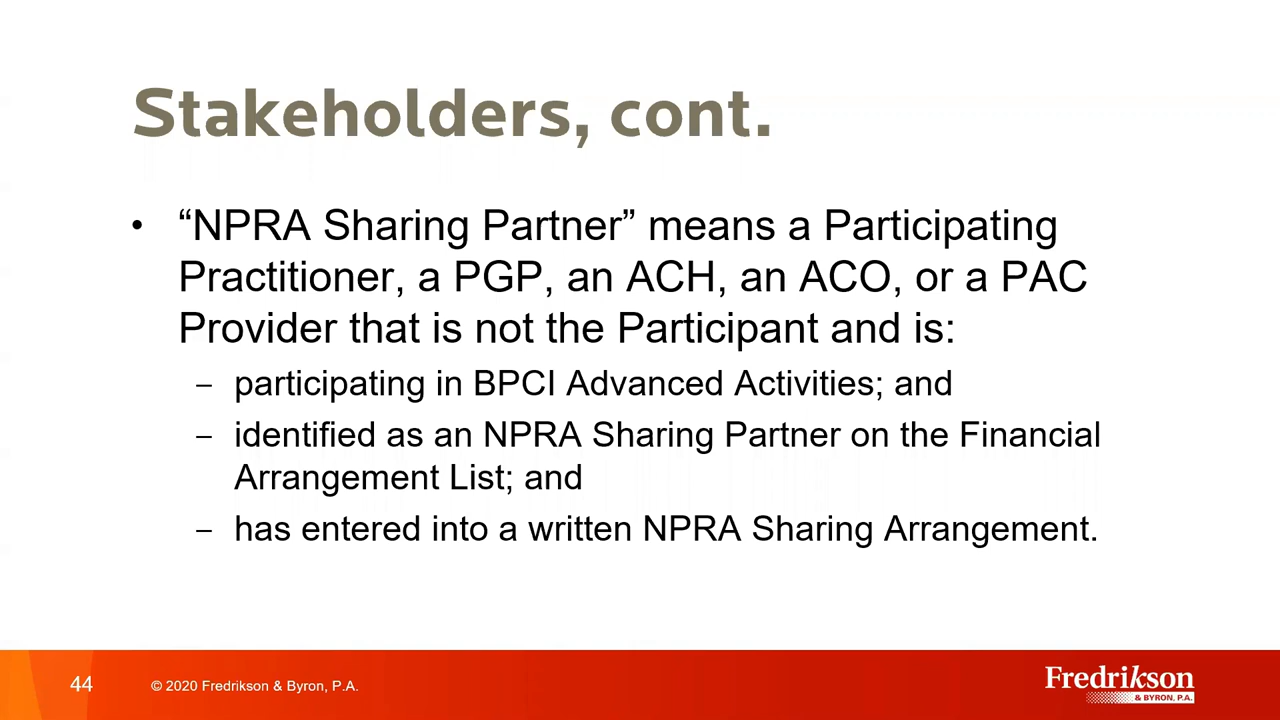 Stakeholders, cont.
• “NPRA Sharing Partner” means a Participating
Practitioner, a PGP, an ACH, an ACO, or a PAC
Provider that is not the Participant and is:
– participating in BPCI Advanced Activities; and
– identified as an NPRA Sharing Partner on the Financial
Arrangement List; and
– has entered into a written NPRA Sharing Arrangement.
44
© 2020 Fredrikson & Byron, P.A.
Fredrikson
& BYRON, P.A.